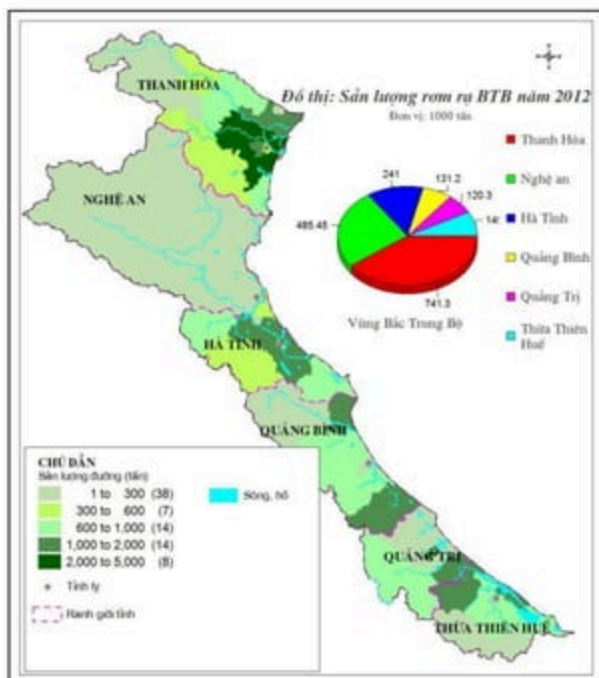 THANH HÓA
Đồ thị: Sản lượng rơm rạ BTB năm 2012
Đơn vị: 1000 tấn
Thanh Hóa
Nghệ an
Hà Tĩnh
Quảng Bình
Quảng Trị
Thừa Thiên
Huế
241
131.2
120.3
485.45
741.3
Vùng Bắc Trung Bộ
NGHỆ AN
HÀ TĨNH
QUẢNG BÌNH
QUẢNG TRỊ
THỪA THIÊN HUẾ
CHÚ DẪN
Sản lượng đường (tấn)
1 to 300 (38)
300 to 600 (7)
600 to 1,000 (14)
1,000 to 2,000 (14)
2,000 to 5,000 (8)
Sông, hồ
Tỉnh lỵ
Ranh giới tỉnh